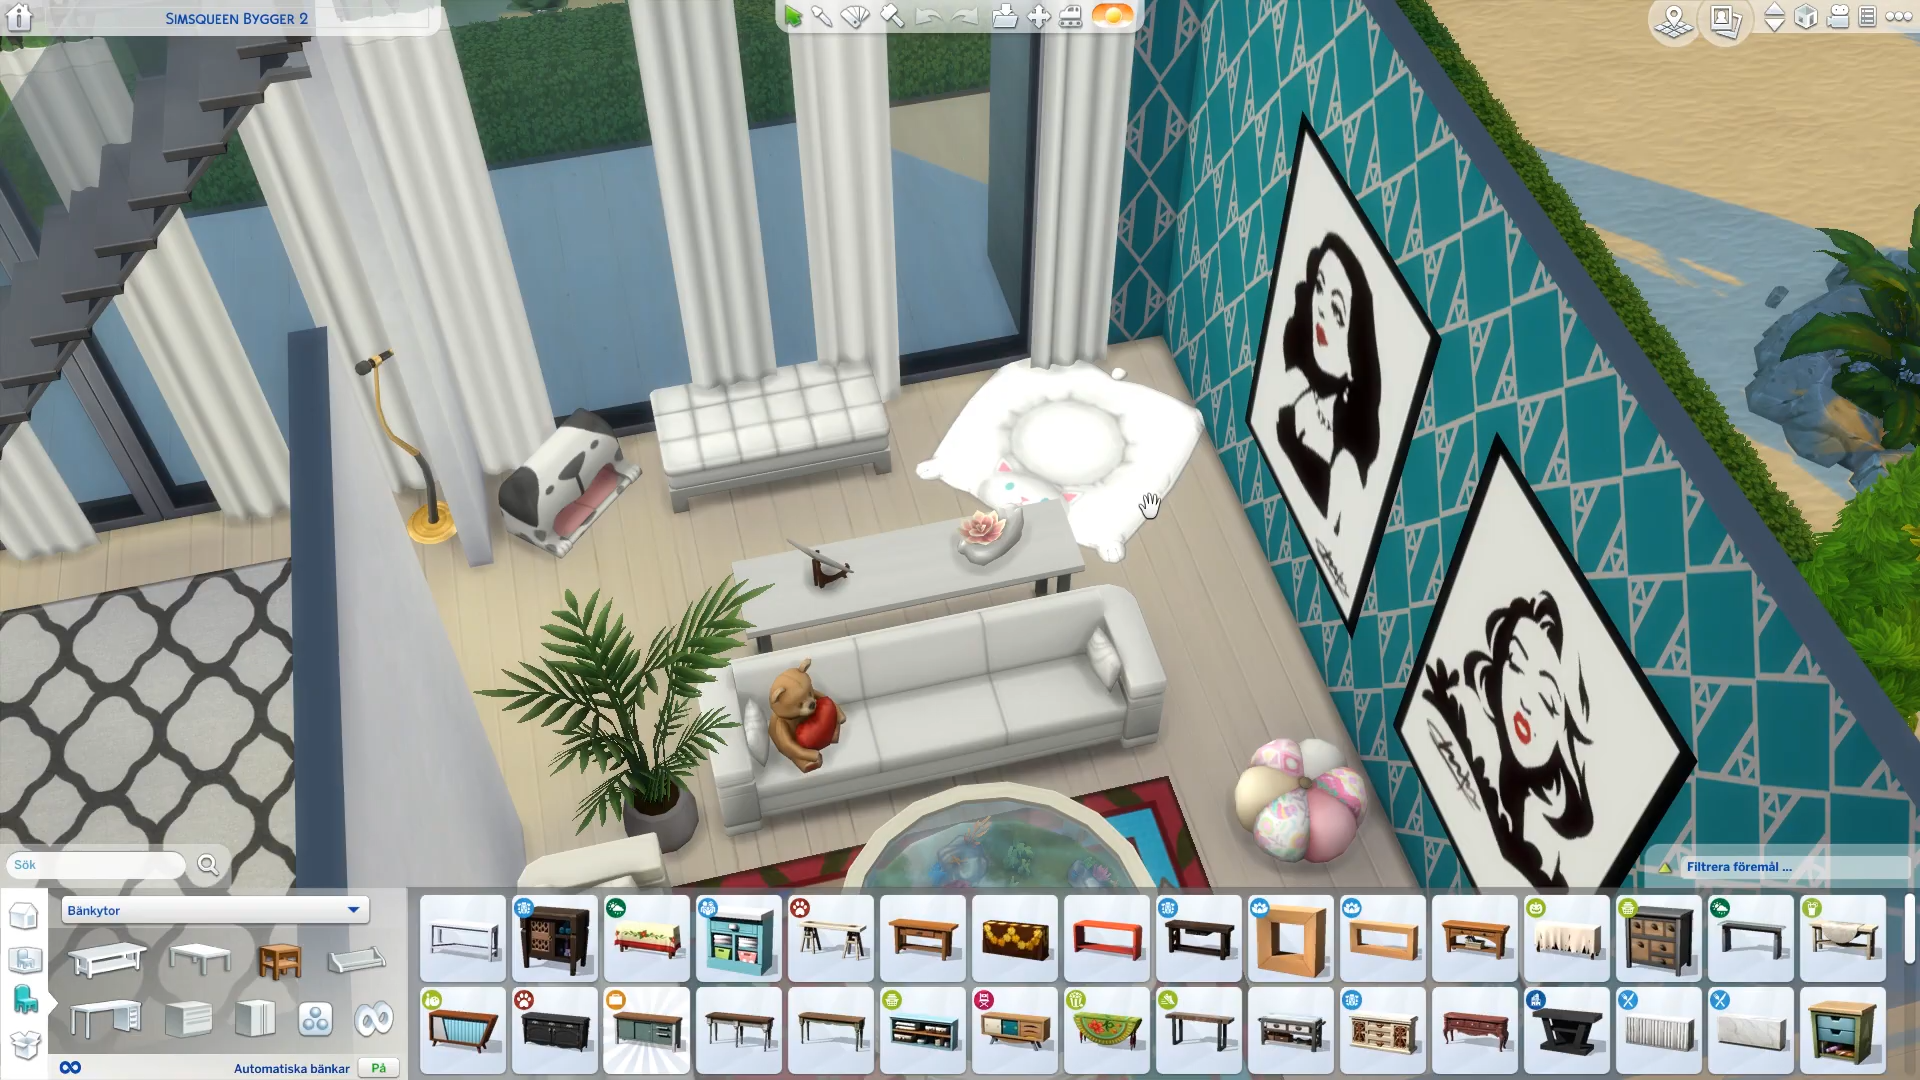 Simsqueen Bygger 2
Sök
Filtrera föremål ...
Bänkytor
Automatiska bänkar
På